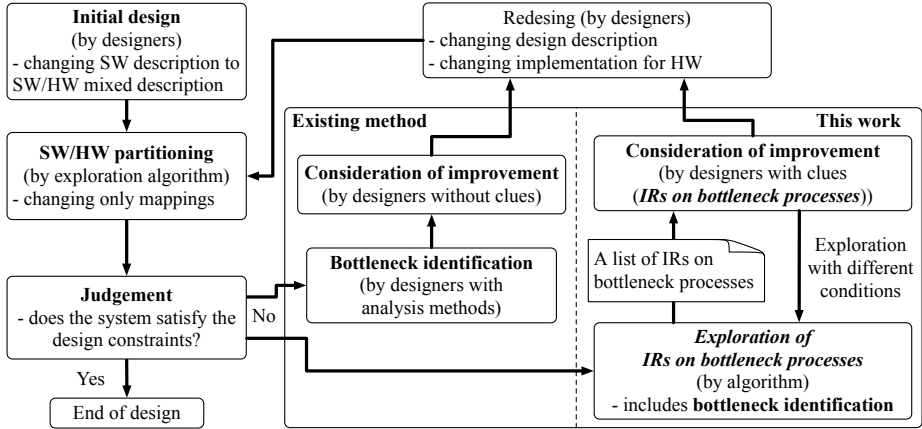 Initial design
(by designers)
- changing SW description to
SW/HW mixed description
SW/HW partitioning
(by exploration algorithm)
- changing only mappings
Judgement
- does the system satisfy the
design constraints?
Yes
No
End of design
Redesing (by designers)
- changing design description
- changing implementation for HW
Existing method
Consideration of improvement
(by designers without clues)
Bottleneck identification
(by designers with
analysis methods)
This work
Consideration of improvement
(by designers with clues
(IRs on bottleneck processes))
A list of IRs on
bottleneck processes
Exploration
with different
conditions
Exploration of
IRs on bottleneck processes
(by algorithm)
- includes bottleneck identification